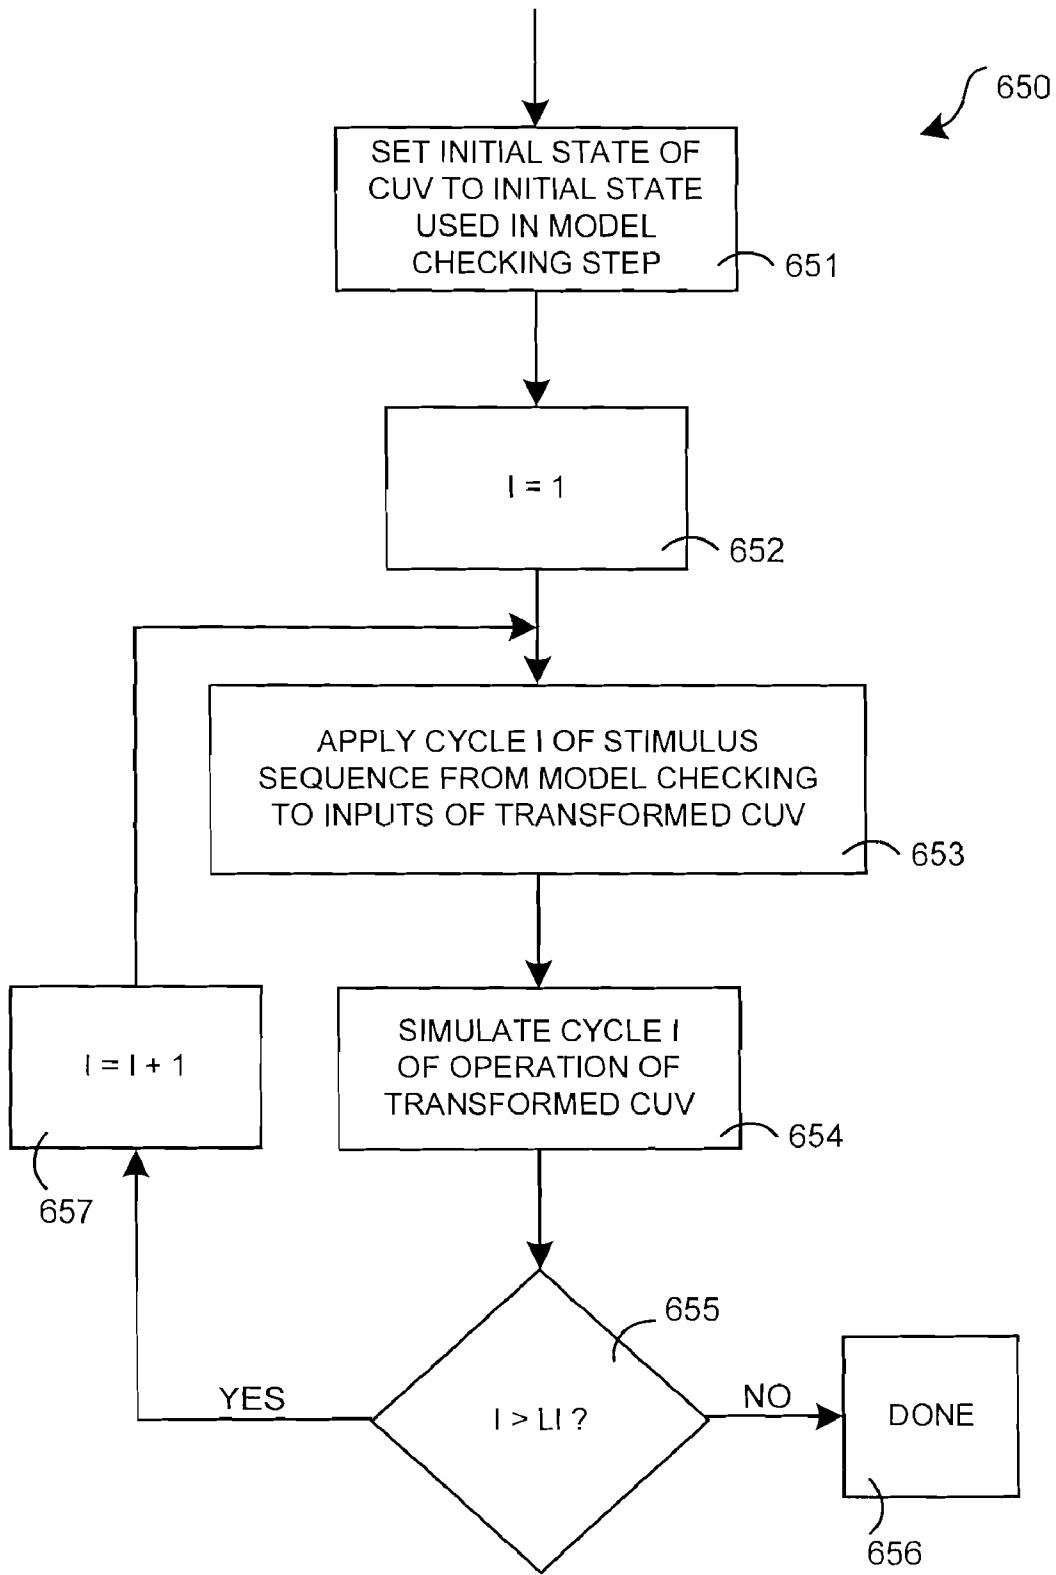 650
SET INITIAL STATE OF
CUV TO INITIAL STATE
USED IN MODEL
CHECKING STEP
651
I = 1
652
APPLY CYCLE I OF STIMULUS
SEQUENCE FROM MODEL CHECKING
TO INPUTS OF TRANSFORMED CUV
653
SIMULATE CYCLE I
OF OPERATION OF
TRANSFORMED CUV
654
I = I + 1
657
655
I > LI ?
YES
NO
DONE
656